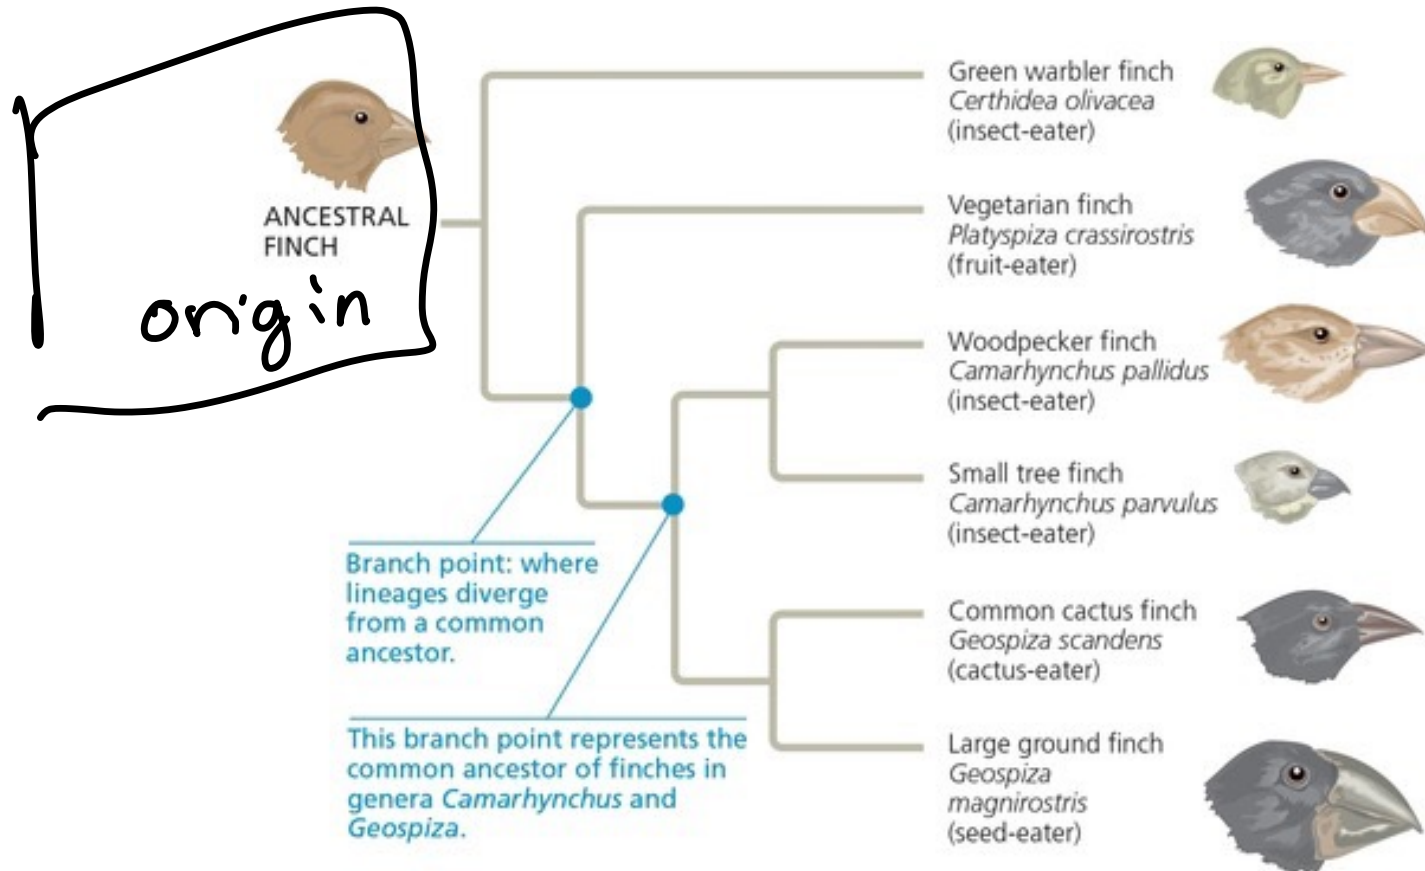 ANCESTRAL
FINCH
origin
Green warbler finch
Certhidea olivacea
(insect-eater)
Vegetarian finch
Platyspiza crassirostris
(fruit-eater)
Woodpecker finch
Camarhynchus pallidus
(insect-eater)
Small tree finch
Camarhynchus parvulus
(insect-eater)
Common cactus finch
Geospiza scandens
(cactus-eater)
Large ground finch
Geospiza
magnirostris
(seed-eater)
Branch point: where
lineages diverge
from a common
ancestor.
This branch point represents the
common ancestor of finches in
genera Camarhynchus and
Geospiza.